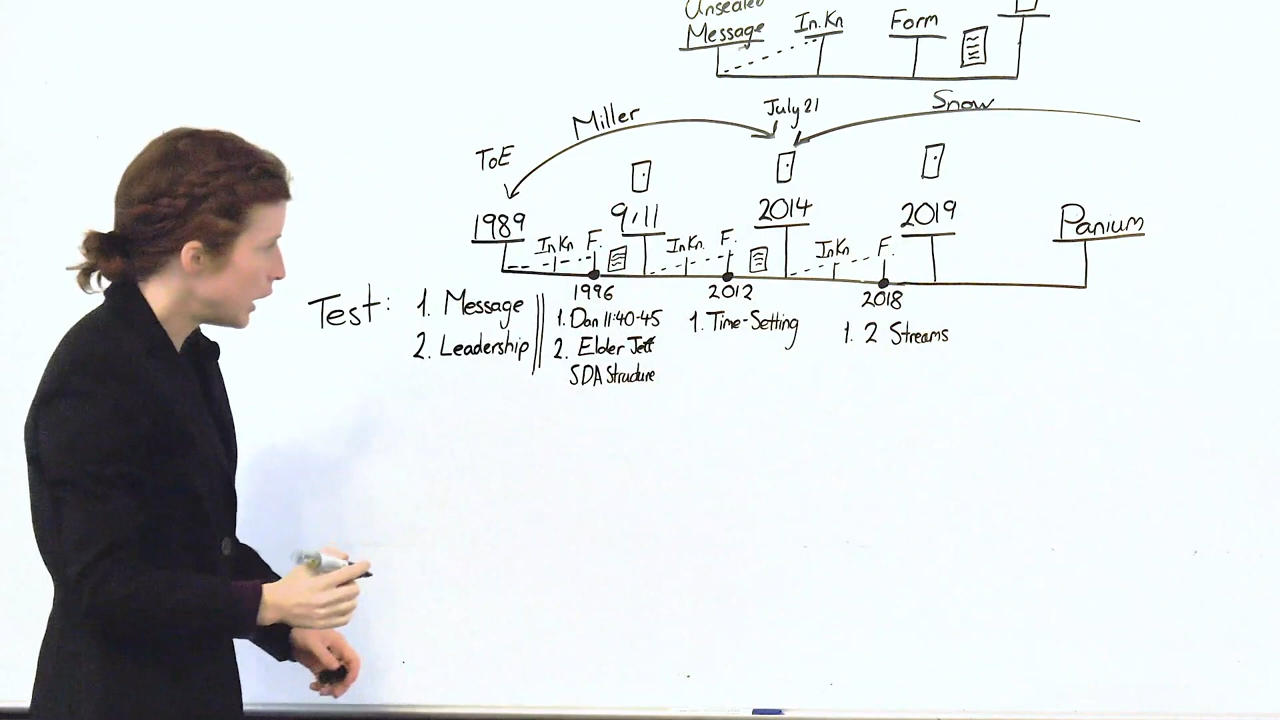 Unsealed
Message
In.Kn
Form
Miller
July 21
Snow
ToE
1989
9/11
2014
2019
Panium
In Kn
F.
In Kn.
F.
In Kn
F.
1996
2012
2018
Test:
1. Message
2. Leadership
1. Dan 11:40-45
2. Elder Jeff
SDA Structure
1. Time-Setting
1. 2 Streams